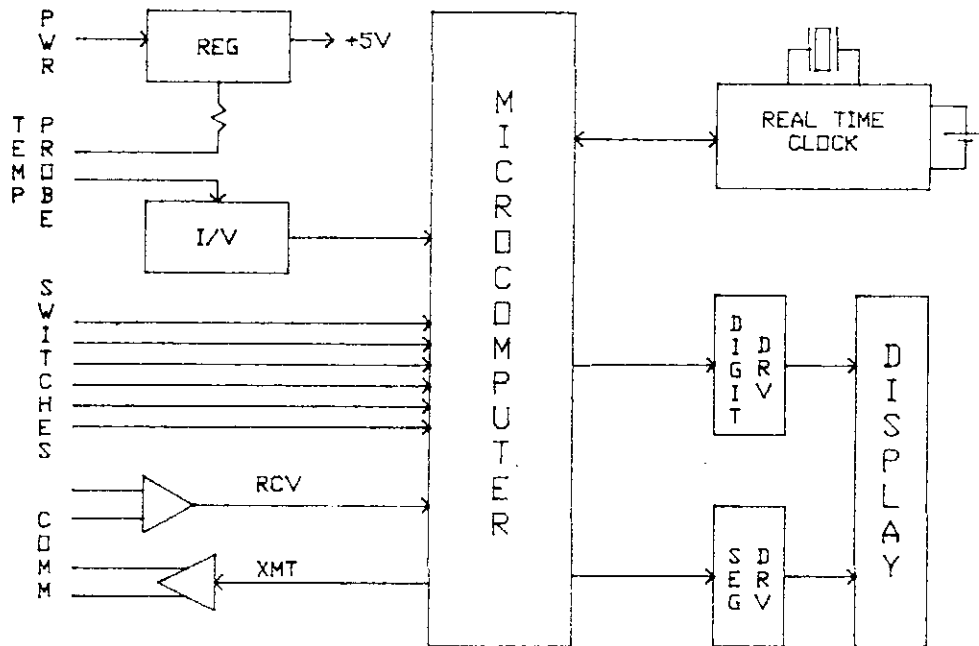 PWR
REG
+5V
TEMP PROBE
I/V
SWITCHES
RCV
XMT
COMM
MICROCOMPUTER
REAL TIME
CLOCK
DIGIT DRV
SEG DRV
DISPLAY